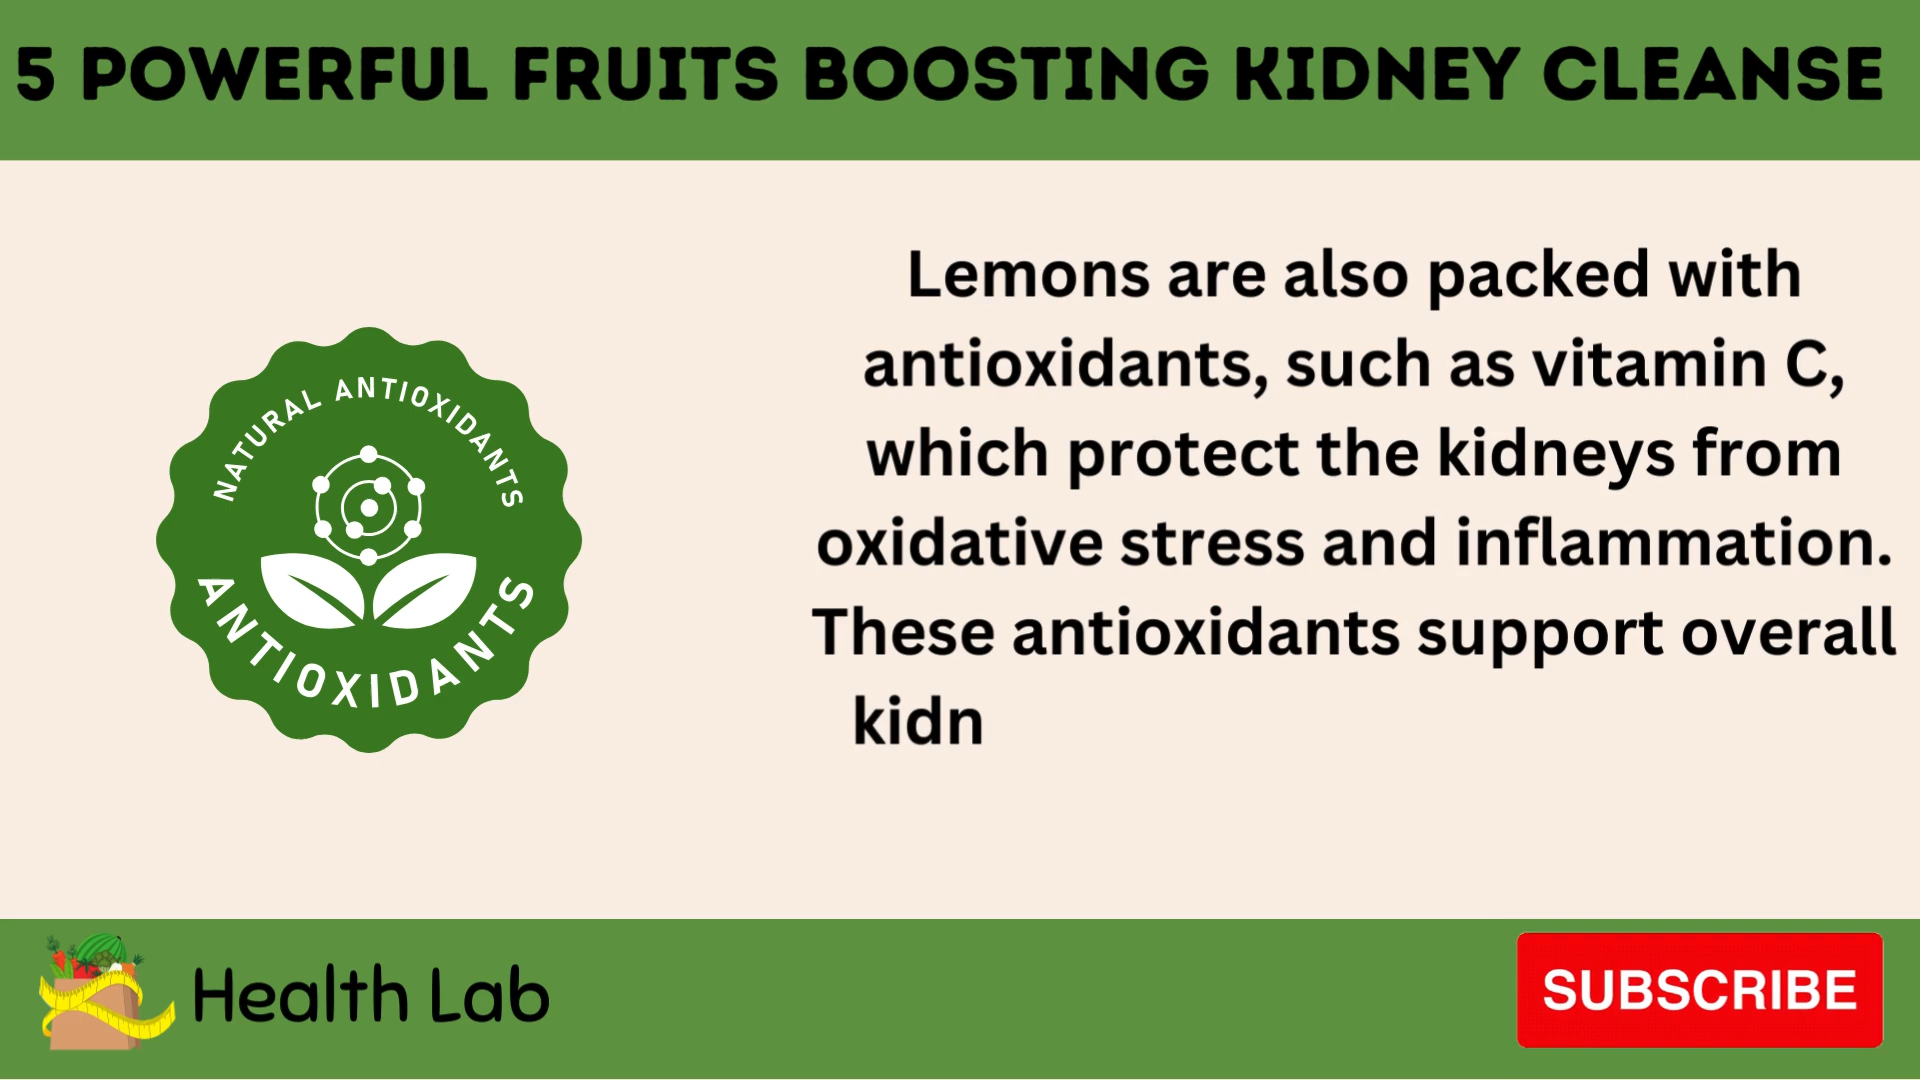 5 POWERFUL FRUITS BOOSTING KIDNEY CLEANSE
NATURAL ANTIOXIDANTS
ANTIOXIDANTS
Lemons are also packed with
antioxidants, such as vitamin C,
which protect the kidneys from
oxidative stress and inflammation.
These antioxidants support overall
kidn
Health Lab
SUBSCRIBE